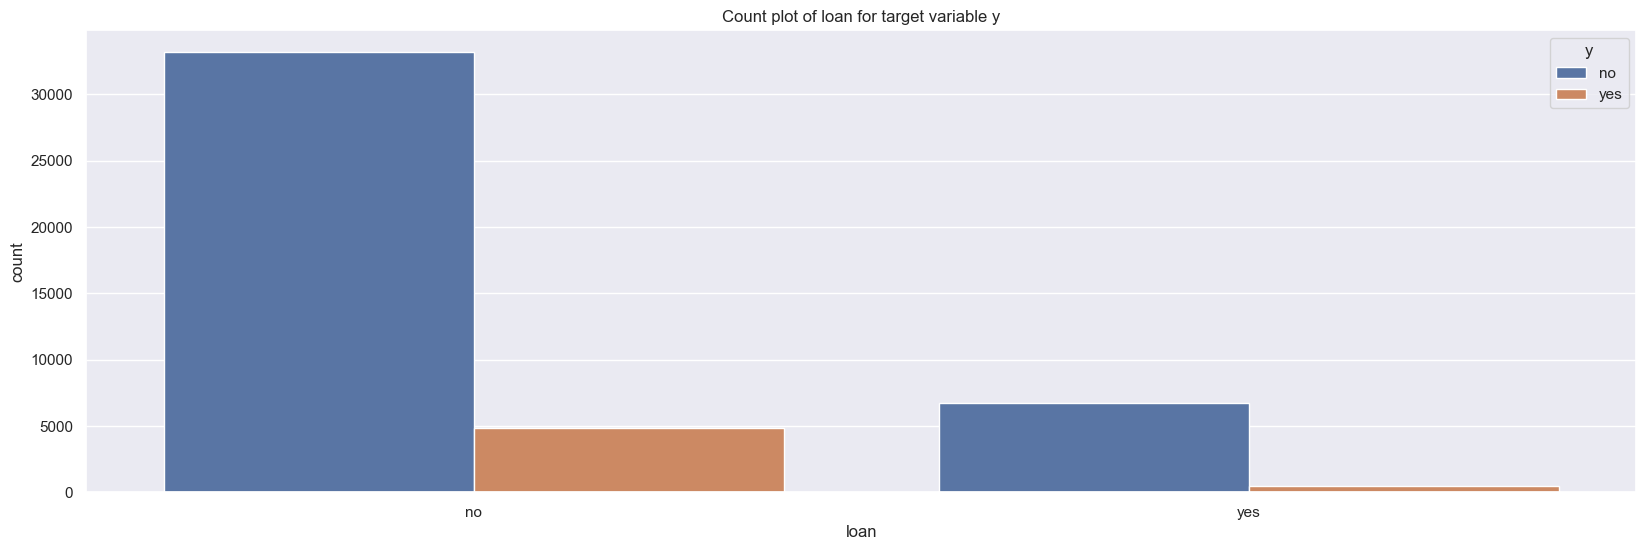 Count plot of loan for target variable y
y
no
yes
30000
25000
20000
15000
10000
5000
0
count
no
yes
loan